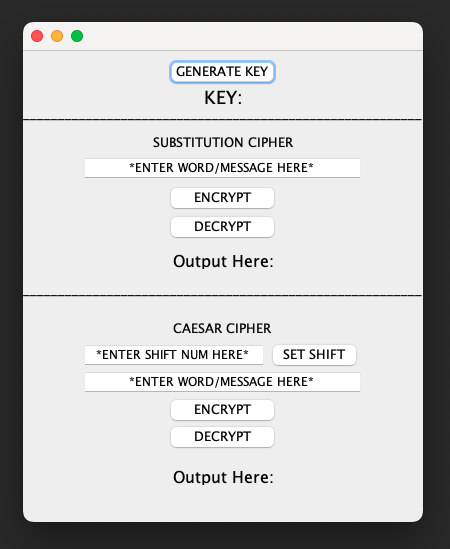 GENERATE KEY
KEY:
SUBSTITUTION CIPHER
*ENTER WORD/MESSAGE HERE*
ENCRYPT
DECRYPT
Output Here:
CAESAR CIPHER
*ENTER SHIFT NUM HERE* SET SHIFT
*ENTER WORD/MESSAGE HERE*
ENCRYPT
DECRYPT
Output Here: